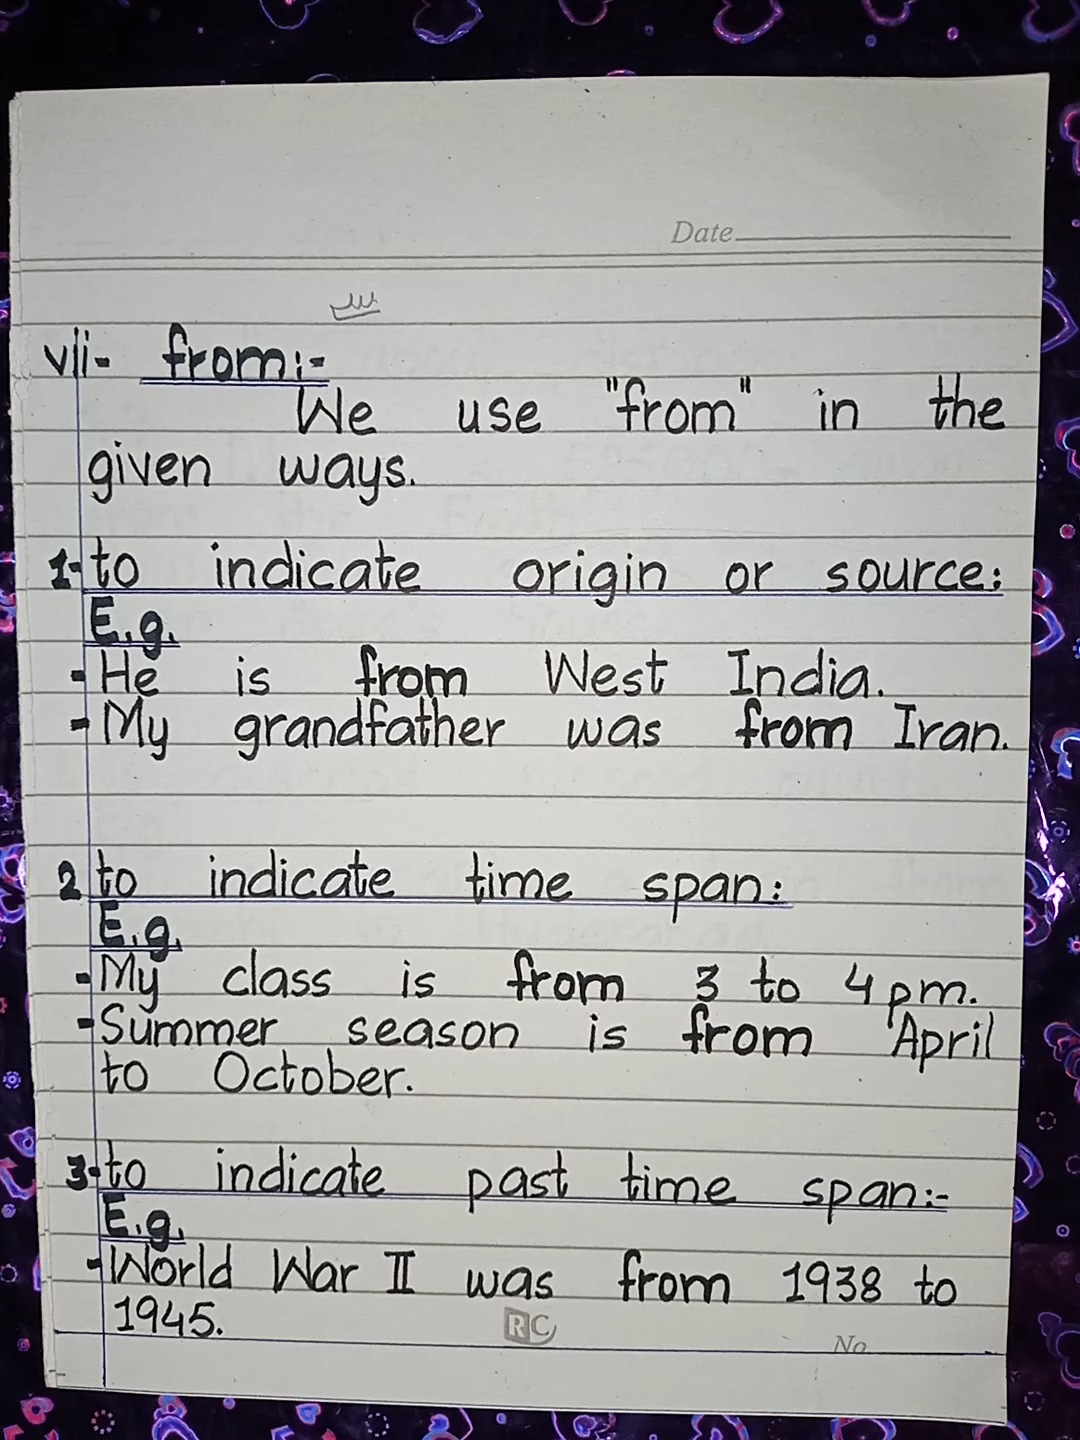 Date
سے
vii- from:-
We use "from" in the
given ways.
1- to indicate origin or source:
E.g.
- He is from West India.
- My grandfather was from Iran.
2 to indicate time span:
E.g.
- My class is from 3 to 4 pm.
- Summer season is from April
to October.
3- to indicate past time span:-
E.g.
- World War II was from 1938 to
1945.
RC
No